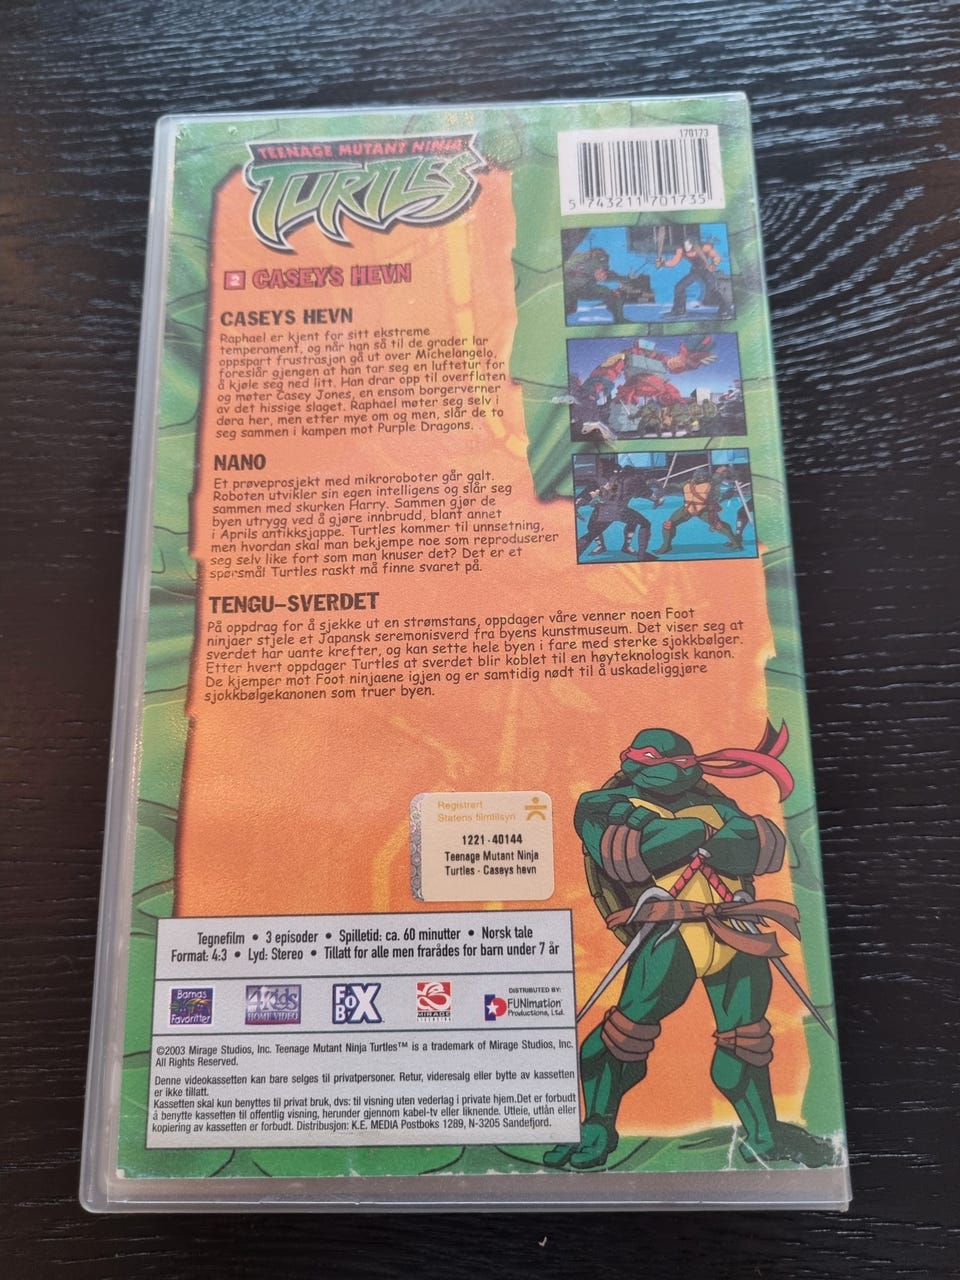 TEENAGE MUTANT NINJA
TURTLES
170173
5 743211 701735
2 CASEYS HEVN
CASEYS HEVN
Raphael er kjent for sitt ekstreme
temperament, og når han så til de grader lar
oppspart frustrasjon gå ut over Michelangelo,
foreslår gjengen at han tar seg en luftetur for
å kjøle seg ned litt. Han drar opp til overflaten
og møter Casey Jones, en ensom borgerverner
av det hissige slaget. Raphael møter seg selv i
døra her, men etter mye om og men, slår de to
seg sammen i kampen mot Purple Dragons. .
NANO
Et prøveprosjekt med mikroroboter går galt.
Roboten utvikler sin egen intelligens og slår seg
sammen med skurken Harry. Sammen gjør de
byen utrygg ved å gjøre innbrudd, blant annet
i Aprils antikksjappe. Turtles kommer til unnsetning,
men hvordan skal man bekjempe noe som reproduserer
seg selv like fort som man knuser det? Det er et
spørsmål Turtles raskt må finne svaret på.
TENGU-SVERDET
På oppdrag for å sjekke ut en strømstans, oppdager våre venner noen Foot
ninjaer stjele et Japansk seremonisverd fra byens kunstmuseum. Det viser seg at
sverdet har uante krefter, og kan sette hele byen i fare med sterke sjokkbølger.
Etter hvert oppdager Turtles at sverdet blir koblet til en høyteknologisk kanon.
De kjemper mot Foot ninjaene igjen og er samtidig nødt til å uskadeliggjøre
sjokkbølgekanonen som truer byen.
Registrert
Statens filmtilsyn
1221-40144
Teenage Mutant Ninja
Turtles - Caseys hevn
Tegnefilm • 3 episoder • Spilletid: ca. 60 minutter • Norsk tale
Format: 4:3 • Lyd: Stereo • Tillatt for alle men frarådes for barn under 7 år
Barnas
Favoritter
4Kids
HOME VIDEO
FOX
BOX
MIRAGE
LICENSING
DISTRIBUTED BY:
FUNimation
Productions, Ltd.
©2003 Mirage Studios, Inc. Teenage Mutant Ninja Turtles™ is a trademark of Mirage Studios, Inc.
All Rights Reserved.
Denne videokassetten kan bare selges til privatpersoner. Retur, videresalg eller bytte av kassetten
er ikke tillatt.
Kassetten skal kun benyttes til privat bruk, dvs: til visning uten vederlag i private hjem.Det er forbudt
å benytte kassetten til offentlig visning, herunder gjennom kabel-tv eller liknende. Utleie, utlån eller
kopiering av kassetten er forbudt. Distribusjon: K.E. MEDIA Postboks 1289, N-3205 Sandefjord.